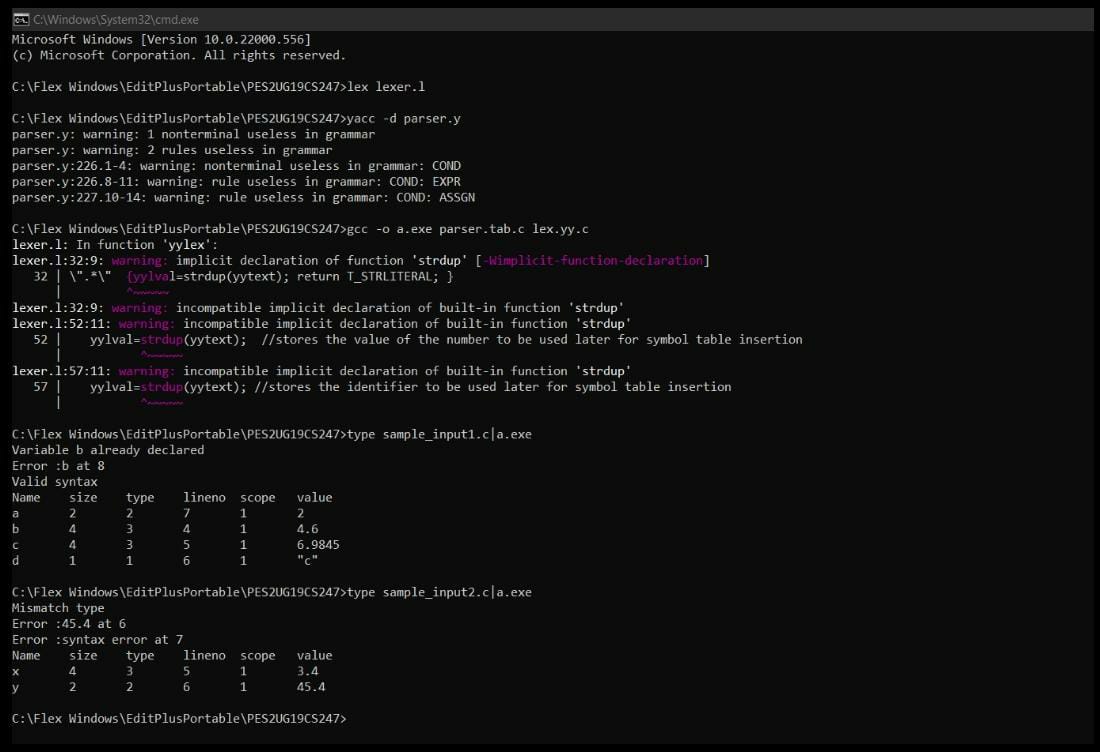 C:\Windows\System32\cmd.exe
Microsoft Windows [Version 10.0.22000.556]
(c) Microsoft Corporation. All rights reserved.
C:\Flex Windows\EditPlusPortable\PES2UG19CS247>lex lexer.l
C:\Flex Windows\EditPlusPortable\PES2UG19CS247>yacc -d parser.y
parser.y: warning: 1 nonterminal useless in grammar
parser.y: warning: 2 rules useless in grammar
parser.y:226.1-4: warning: nonterminal useless in grammar: COND
parser.y:226.8-11: warning: rule useless in grammar: COND: EXPR
parser.y:227.10-14: warning: rule useless in grammar: COND: ASSGN
C:\Flex Windows\EditPlusPortable\PES2UG19CS247>gcc -o a.exe parser.tab.c lex.yy.c
lexer.l: In function 'yylex':
lexer.l:32:9: warning: implicit declaration of function 'strdup' [-Wimplicit-function-declaration]
   32 | \".*\"  {yylval=strdup(yytext); return T_STRLITERAL; }
      |         ^~~~~~
lexer.l:32:9: warning: incompatible implicit declaration of built-in function 'strdup'
lexer.l:52:11: warning: incompatible implicit declaration of built-in function 'strdup'
   52 |    yylval=strdup(yytext);  //stores the value of the number to be used later for symbol table insertion
      |           ^~~~~~
lexer.l:57:11: warning: incompatible implicit declaration of built-in function 'strdup'
   57 |    yylval=strdup(yytext); //stores the identifier to be used later for symbol table insertion
      |           ^~~~~~
C:\Flex Windows\EditPlusPortable\PES2UG19CS247>type sample_input1.c|a.exe
Variable b already declared
Error :b at 8
Valid syntax
Name    size    type    lineno  scope   value
a       2       2       7       1       2
b       4       3       4       1       4.6
c       4       3       5       1       6.9845
d       1       1       6       1       "c"
C:\Flex Windows\EditPlusPortable\PES2UG19CS247>type sample_input2.c|a.exe
Mismatch type
Error :45.4 at 6
Error :syntax error at 7
Name    size    type    lineno  scope   value
x       4       3       5       1       3.4
y       2       2       6       1       45.4
C:\Flex Windows\EditPlusPortable\PES2UG19CS247>